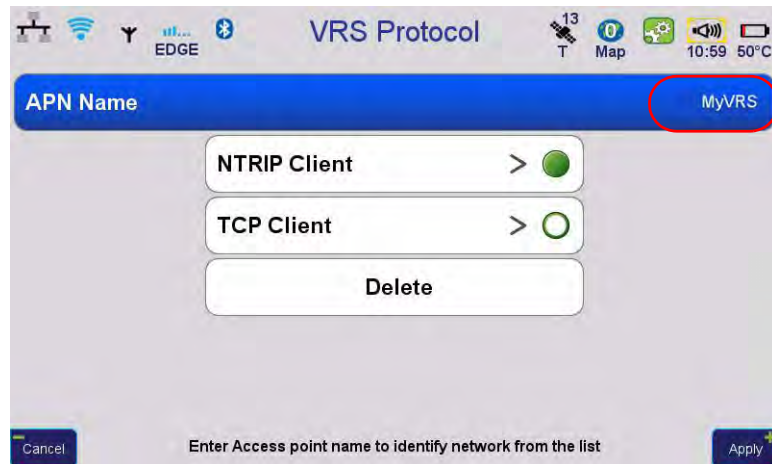 EDGE
VRS Protocol
13
T
0
Map
10:59
50°C
APN Name
MyVRS
NTRIP Client
>
TCP Client
>
Delete
Cancel
Enter Access point name to identify network from the list
Apply